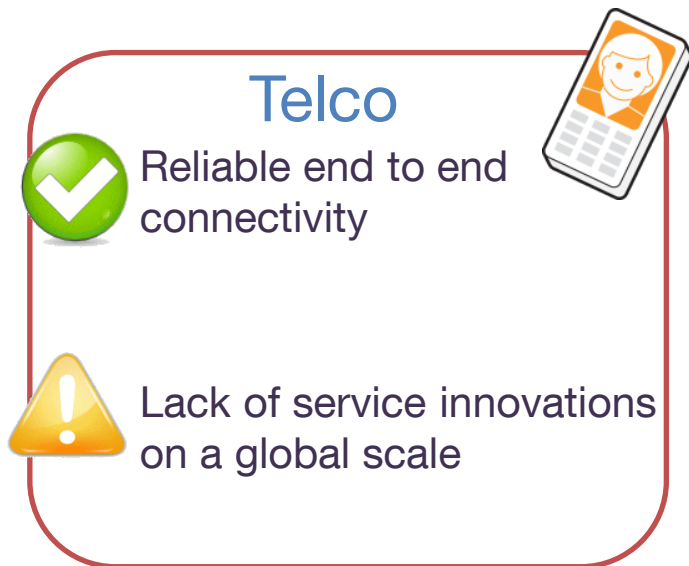 Telco
Reliable end to end
connectivity
Lack of service innovations
on a global scale